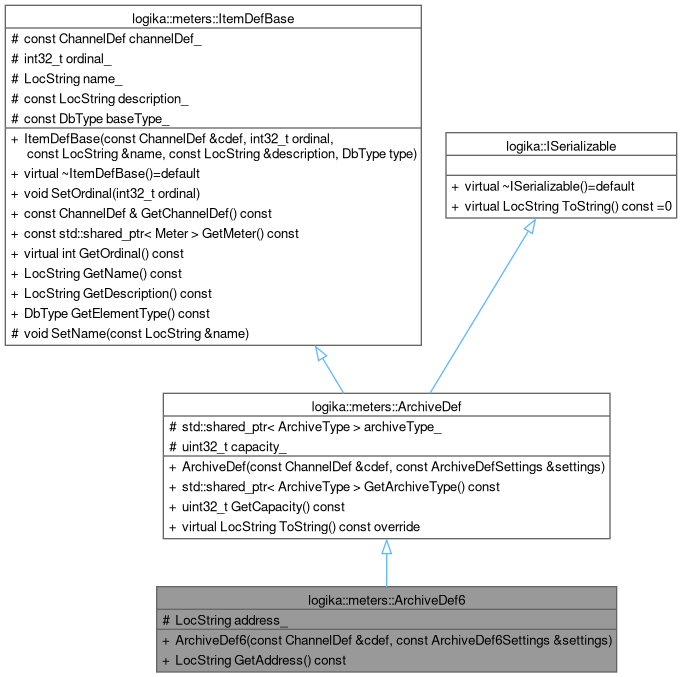 logika::meters::ItemDefBase
# const ChannelDef channelDef_
# int32_t ordinal_
# LocString name_
# const LocString description_
# const DbType baseType_
+ ItemDefBase(const ChannelDef &cdef, int32_t ordinal,
const LocString &name, const LocString &description, DbType type)
+ virtual ~ItemDefBase()=default
+ void SetOrdinal(int32_t ordinal)
+ const ChannelDef & GetChannelDef() const
+ const std::shared_ptr< Meter > GetMeter() const
+ virtual int GetOrdinal() const
+ LocString GetName() const
+ LocString GetDescription() const
+ DbType GetElementType() const
# void SetName(const LocString &name)
logika::ISerializable
+ virtual ~ISerializable()=default
+ virtual LocString ToString() const =0
logika::meters::ArchiveDef
# std::shared_ptr< ArchiveType > archiveType_
# uint32_t capacity_
+ ArchiveDef(const ChannelDef &cdef, const ArchiveDefSettings &settings)
+ std::shared_ptr< ArchiveType > GetArchiveType() const
+ uint32_t GetCapacity() const
+ virtual LocString ToString() const override
logika::meters::ArchiveDef6
# LocString address_
+ ArchiveDef6(const ChannelDef &cdef, const ArchiveDef6Settings &settings)
+ LocString GetAddress() const